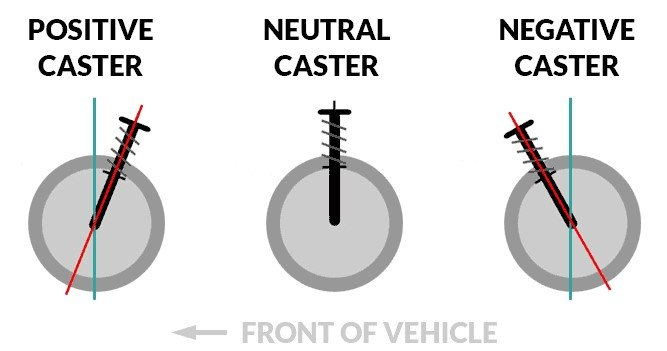 POSITIVE
CASTER
NEUTRAL
CASTER
NEGATIVE
CASTER
FRONT OF VEHICLE